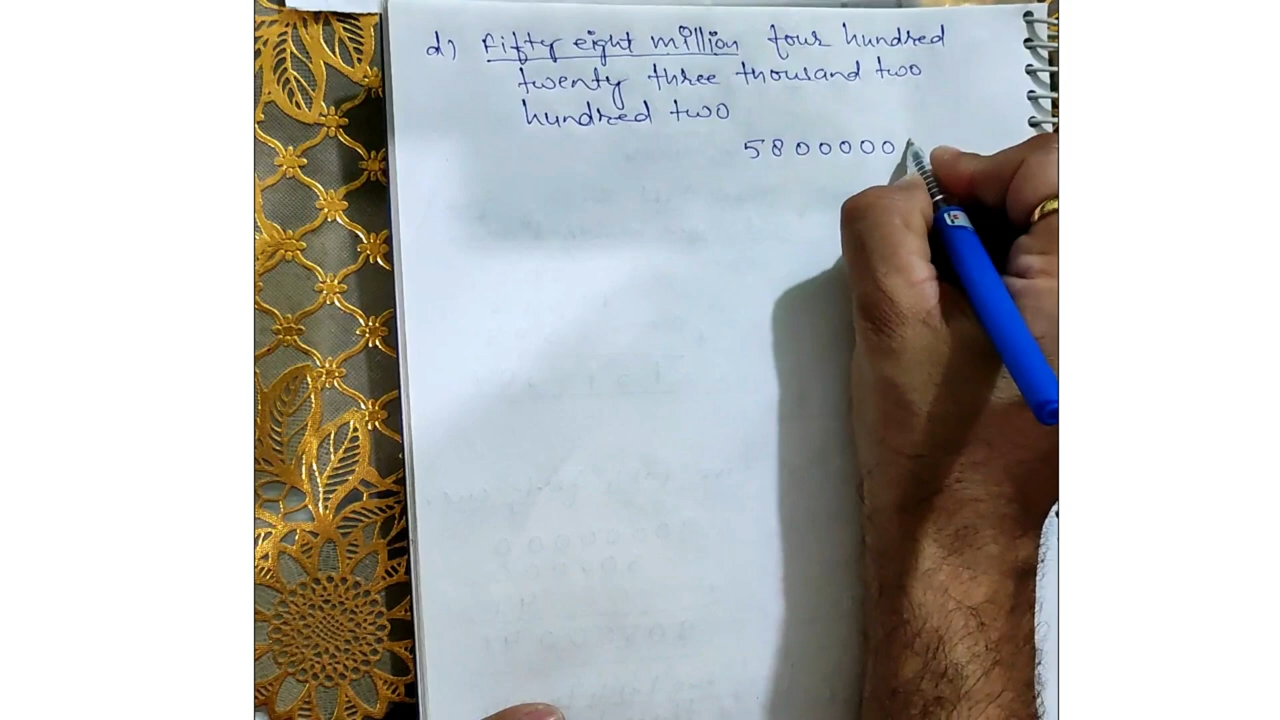 d) Fifty eight million four hundred
twenty three thousand two
hundred two
5800000